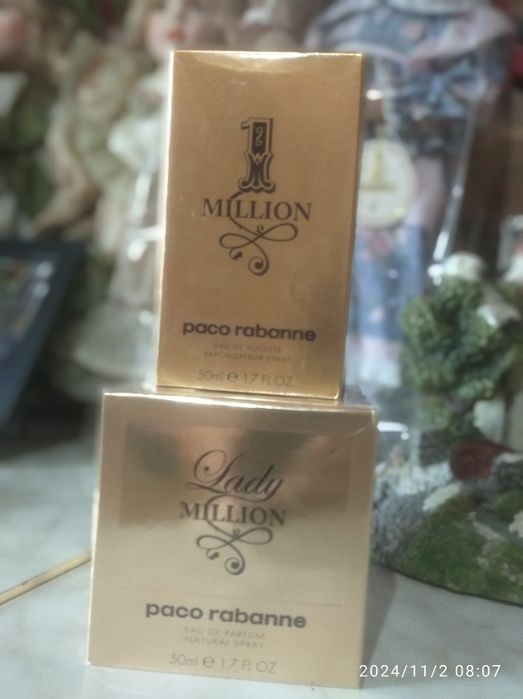 1
MILLION
paco rabanne
EAU DE TOILETTE
VAPORISATEUR SPRAY
50ml e 1.7 FL.OZ
Lady
MILLION
paco rabanne
EAU DE PARFUM
NATURAL SPRAY
50ml e 1.7 FL.OZ
2024/11/2 08:07